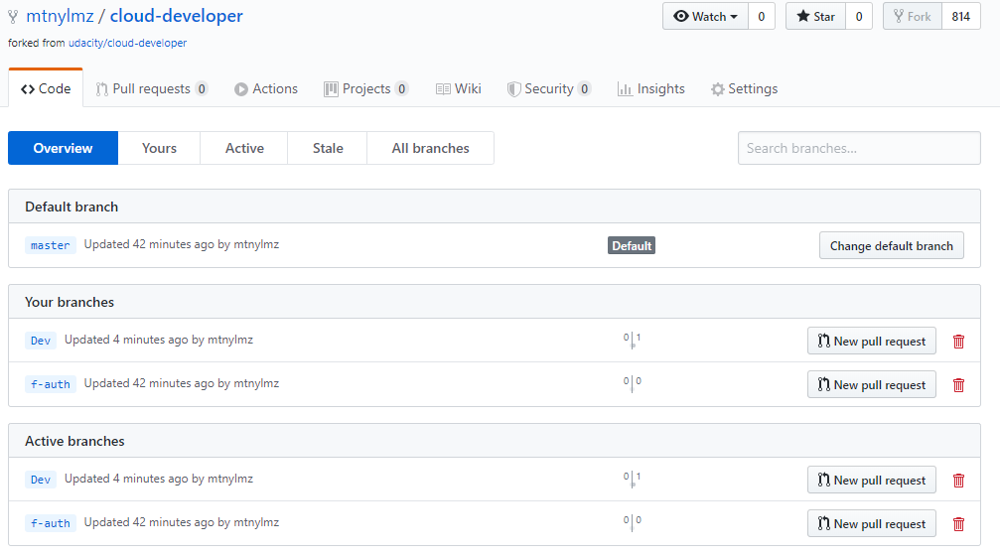 mtnylmz / cloud-developer Watch 0 Star 0 Fork 814
forked from udacity/cloud-developer
Code Pull requests 0 Actions Projects 0 Wiki Security 0 Insights Settings
Overview Yours Active Stale All branches Search branches...
Default branch
master Updated 42 minutes ago by mtnylmz Default Change default branch
Your branches
Dev Updated 4 minutes ago by mtnylmz 0 1 New pull request
f-auth Updated 42 minutes ago by mtnylmz 0 0 New pull request
Active branches
Dev Updated 4 minutes ago by mtnylmz 0 1 New pull request
f-auth Updated 42 minutes ago by mtnylmz 0 0 New pull request